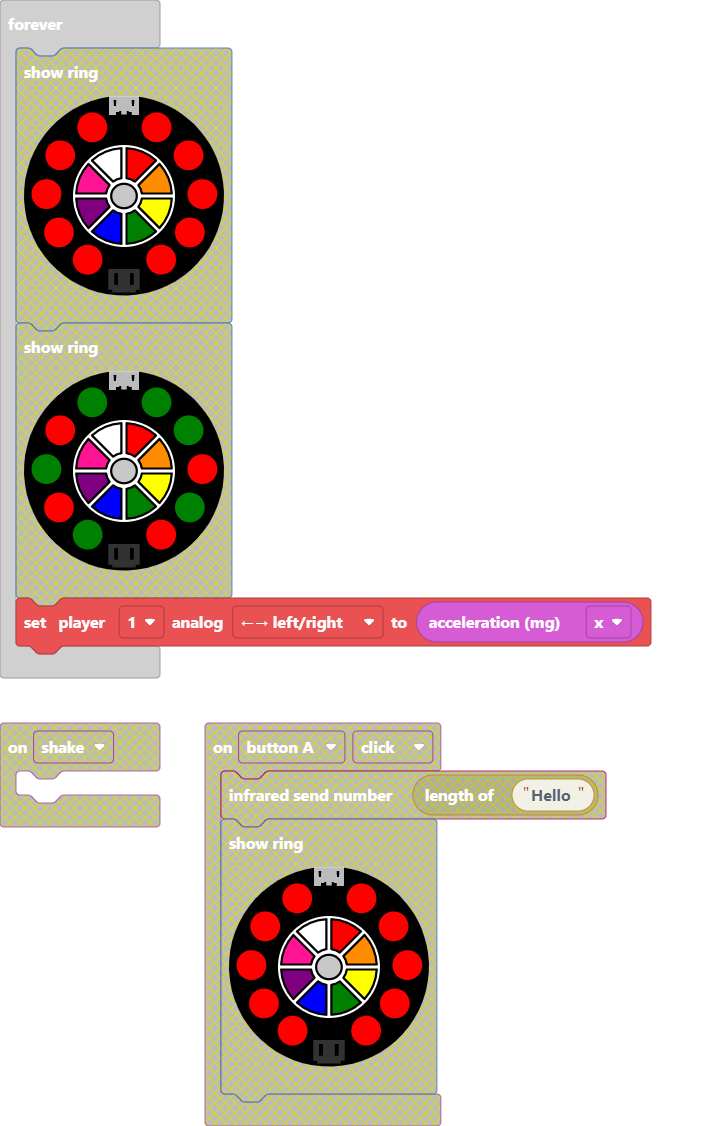 forever
show ring
show ring
set player 1 analog ←→ left/right to acceleration (mg) x
on shake
on button A click
infrared send number length of "Hello "
show ring